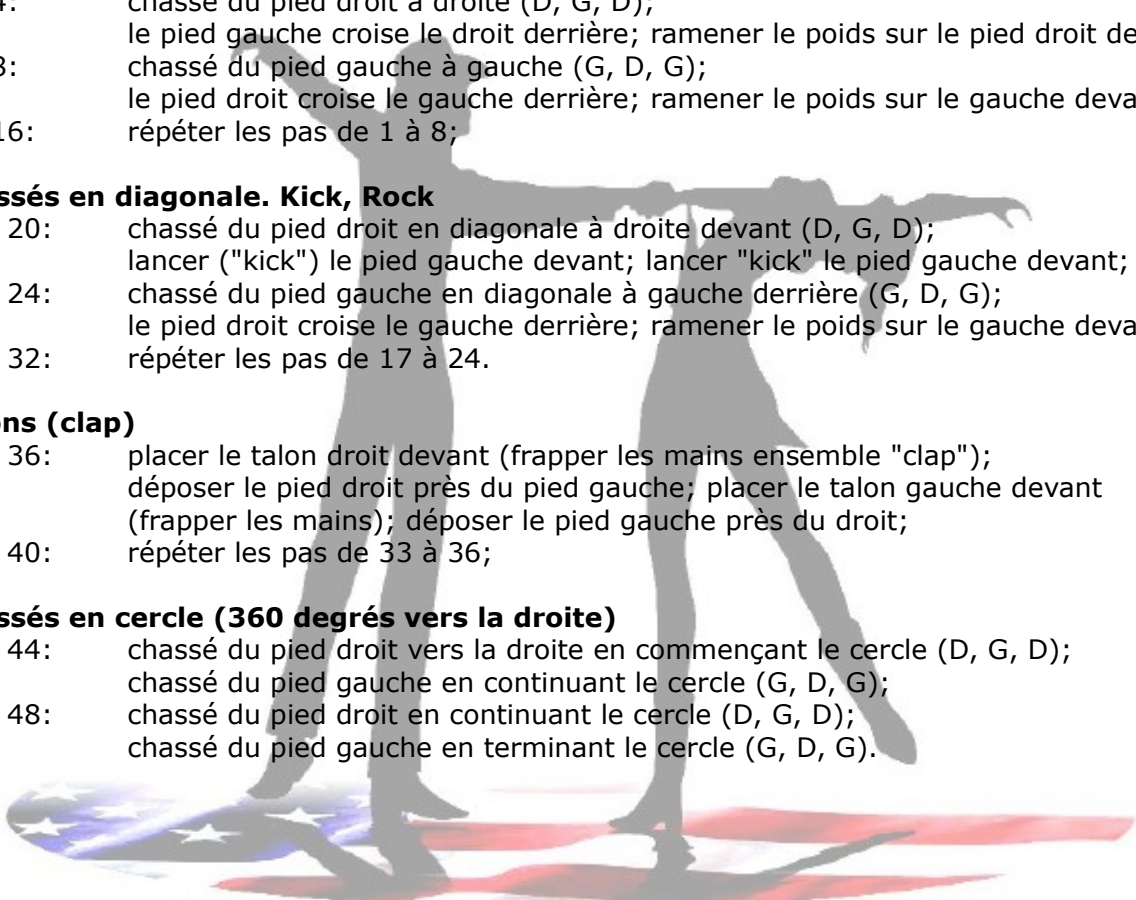 4: chassé du pied droit à droite (D, G, D);
le pied gauche croise le droit derrière; ramener le poids sur le pied droit de
8: chassé du pied gauche à gauche (G, D, G);
le pied droit croise le gauche derrière; ramener le poids sur le gauche deva
16: répéter les pas de 1 à 8;
ssés en diagonale. Kick, Rock
20: chassé du pied droit en diagonale à droite devant (D, G, D);
lancer ("kick") le pied gauche devant; lancer "kick" le pied gauche devant;
24: chassé du pied gauche en diagonale à gauche derrière (G, D, G);
le pied droit croise le gauche derrière; ramener le poids sur le gauche deva
32: répéter les pas de 17 à 24.
ns (clap)
36: placer le talon droit devant (frapper les mains ensemble "clap");
déposer le pied droit près du pied gauche; placer le talon gauche devant
(frapper les mains); déposer le pied gauche près du droit;
40: répéter les pas de 33 à 36;
ssés en cercle (360 degrés vers la droite)
44: chassé du pied droit vers la droite en commençant le cercle (D, G, D);
chassé du pied gauche en continuant le cercle (G, D, G);
48: chassé du pied droit en continuant le cercle (D, G, D);
chassé du pied gauche en terminant le cercle (G, D, G).